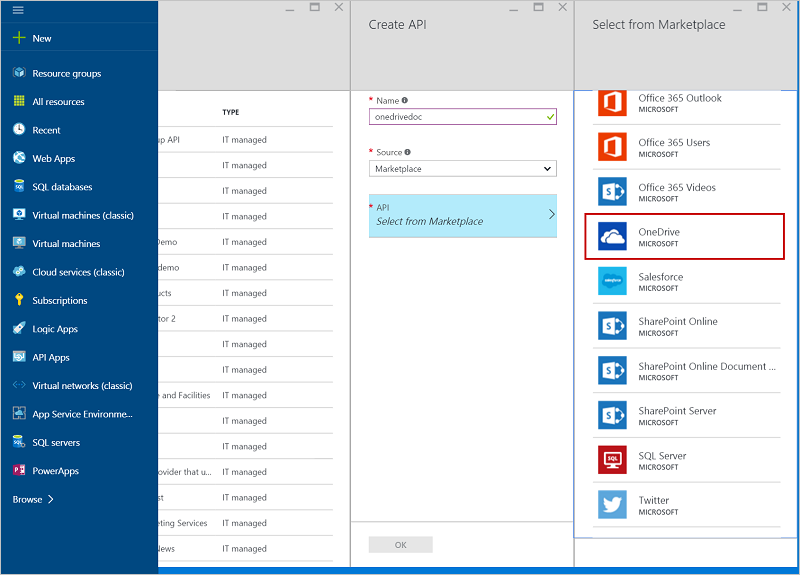 New
Resource groups
All resources
Recent
Web Apps
SQL databases
Virtual machines (classic)
Virtual machines
Cloud services (classic)
Subscriptions
Logic Apps
API Apps
Virtual networks (classic)
App Service Environme...
SQL servers
PowerApps
Browse
TYPE
up API IT managed
IT managed
IT managed
IT managed
Demo IT managed
demo IT managed
ucts IT managed
tor 2 IT managed
IT managed
IT managed
e and Facilities IT managed
IT managed
IT managed
rovider that u... IT managed
st IT managed
eting Services IT managed
News IT managed
Create API
* Name
onedrivedoc
* Source
Marketplace
* API
Select from Marketplace
OK
Select from Marketplace
Office 365 Outlook
MICROSOFT
Office 365 Users
MICROSOFT
Office 365 Videos
MICROSOFT
OneDrive
MICROSOFT
salesforce
Salesforce
MICROSOFT
SharePoint Online
MICROSOFT
SharePoint Online Document ...
MICROSOFT
SharePoint Server
MICROSOFT
SQL
SQL Server
MICROSOFT
Twitter
MICROSOFT